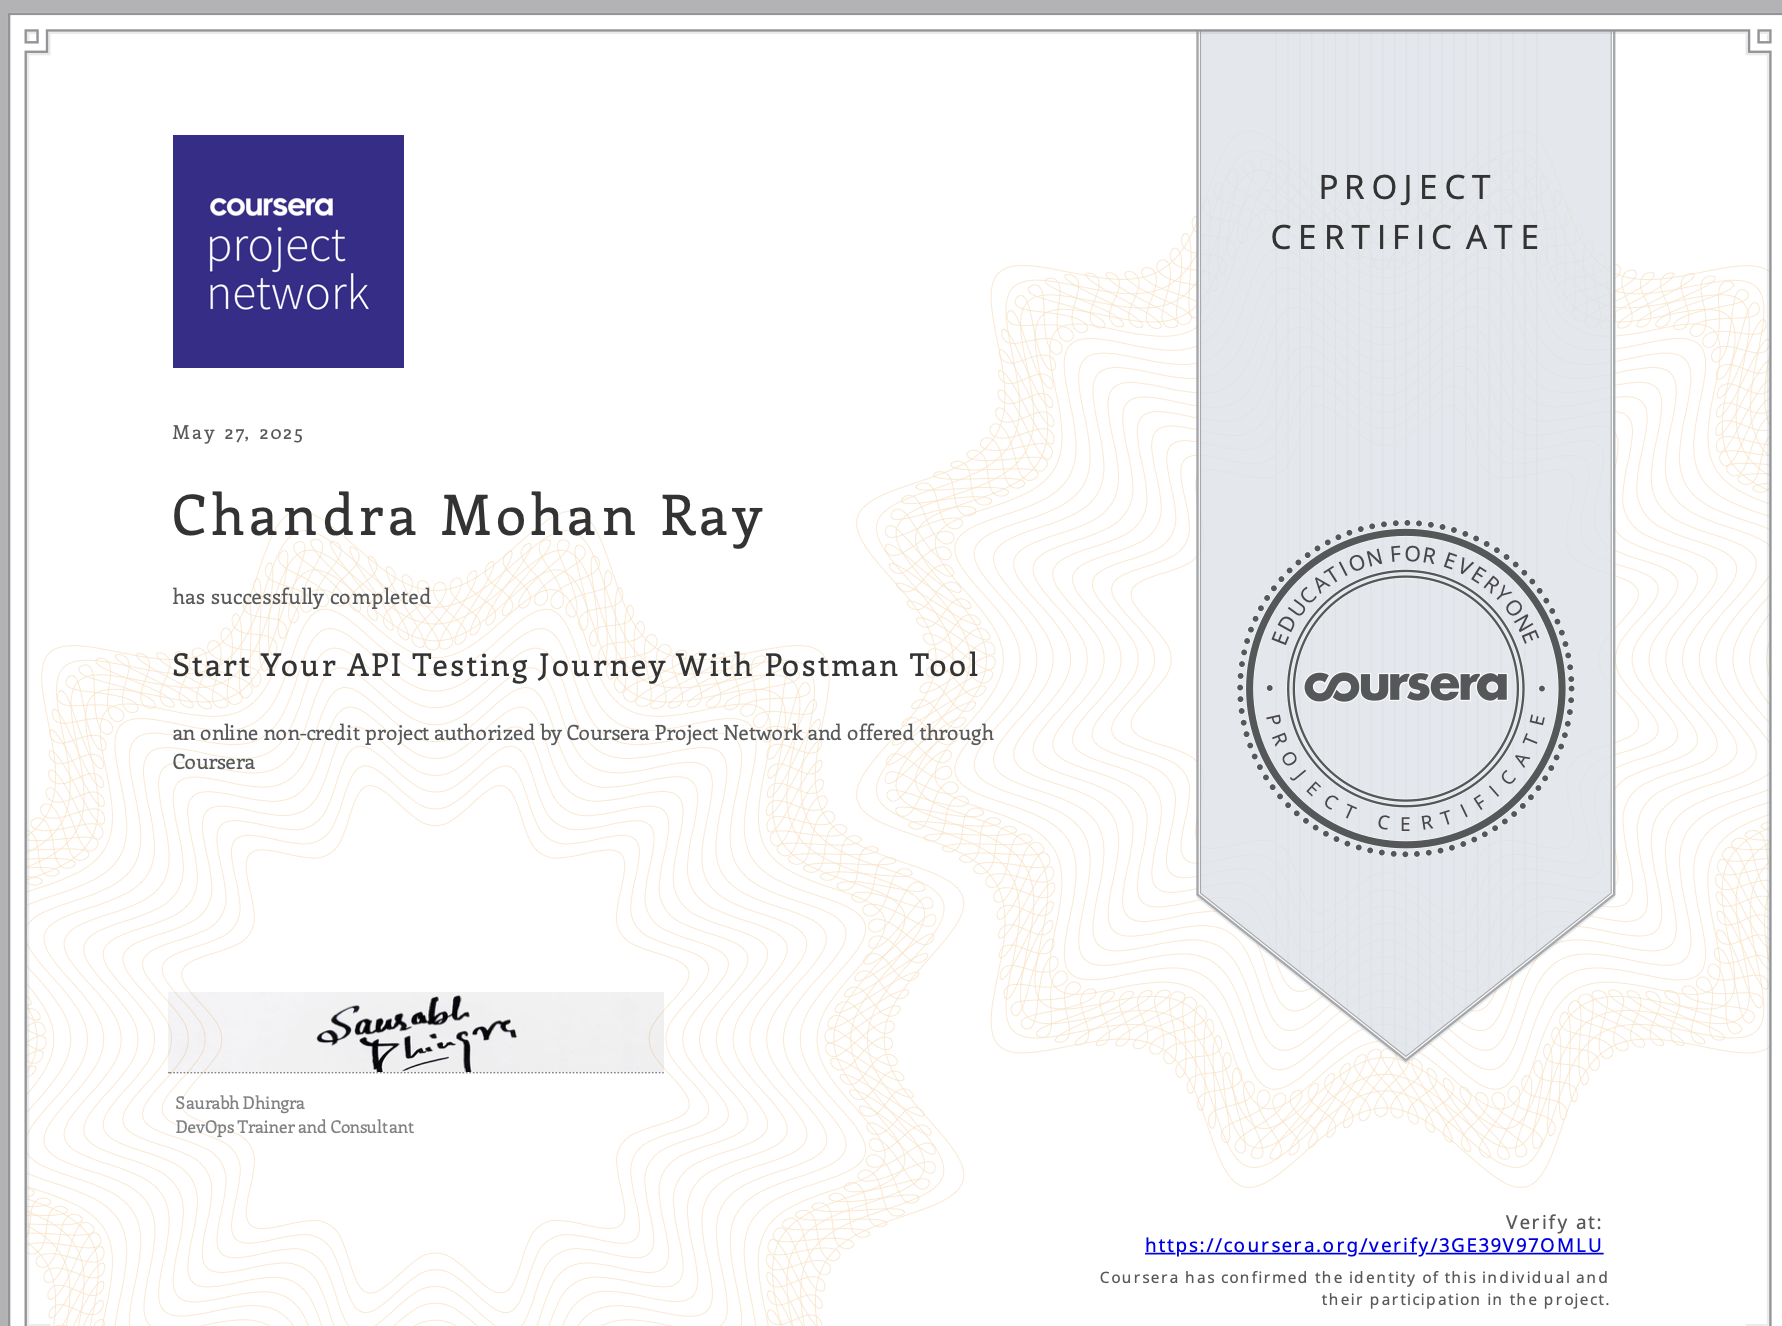 coursera
project
network
PROJECT
CERTIFICATE
May 27, 2025
Chandra Mohan Ray
has successfully completed
Start Your API Testing Journey With Postman Tool
an online non-credit project authorized by Coursera Project Network and offered through
Coursera
EDUCATION FOR EVERYONE
coursera
PROJECT CERTIFICATE
Saurabh
Dhingra
Saurabh Dhingra
DevOps Trainer and Consultant
Verify at:
https://coursera.org/verify/3GE39V97OMLU
Coursera has confirmed the identity of this individual and
their participation in the project.